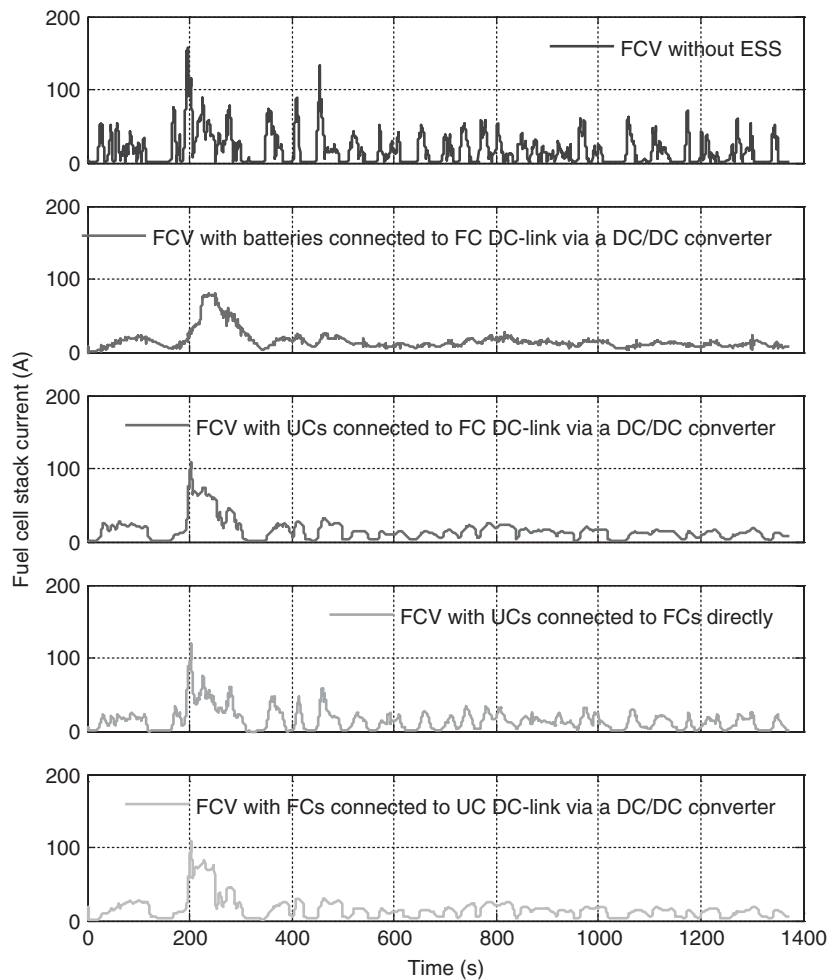 200
FCV without ESS
100
0
200
FCV with batteries connected to FC DC-link via a DC/DC converter
100
0
200
FCV with UCs connected to FC DC-link via a DC/DC converter
100
0
200
FCV with UCs connected to FCs directly
100
0
200
FCV with FCs connected to UC DC-link via a DC/DC converter
100
0
Fuel cell stack current (A)
0 200 400 600 800 1000 1200 1400
Time (s)